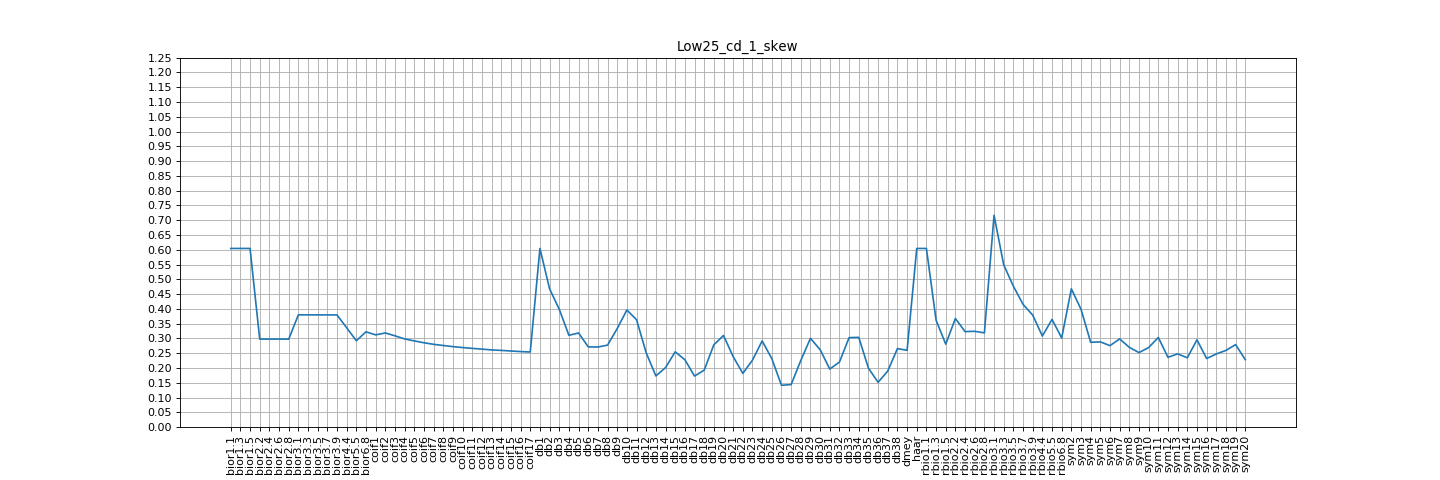 Low25_cd_1_skew
1.25
1.20
1.15
1.10
1.05
1.00
0.95
0.90
0.85
0.80
0.75
0.70
0.65
0.60
0.55
0.50
0.45
0.40
0.35
0.30
0.25
0.20
0.15
0.10
0.05
0.00
bior1.1
bior1.3
bior1.5
bior2.2
bior2.4
bior2.6
bior2.8
bior3.1
bior3.3
bior3.5
bior3.7
bior3.9
bior4.4
bior5.5
bior6.8
coif1
coif2
coif3
coif4
coif5
coif6
coif7
coif8
coif9
coif10
coif11
coif12
coif13
coif14
coif15
coif16
coif17
db1
db2
db3
db4
db5
db6
db7
db8
db9
db10
db11
db12
db13
db14
db15
db16
db17
db18
db19
db20
db21
db22
db23
db24
db25
db26
db27
db28
db29
db30
db31
db32
db33
db34
db35
db36
db37
db38
dmey
haar
rbio1.1
rbio1.3
rbio1.5
rbio2.2
rbio2.4
rbio2.6
rbio2.8
rbio3.1
rbio3.3
rbio3.5
rbio3.7
rbio3.9
rbio4.4
rbio5.5
rbio6.8
sym2
sym3
sym4
sym5
sym6
sym7
sym8
sym9
sym10
sym11
sym12
sym13
sym14
sym15
sym16
sym17
sym18
sym19
sym20